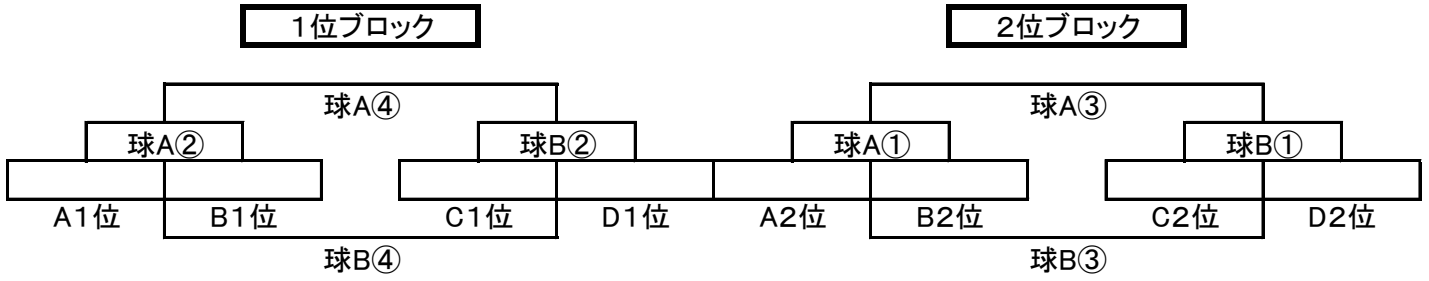 １位ブロック ２位ブロック
球A④ 球A③
球A② 球B② 球A① 球B①
A１位 B１位 C１位 D１位 A２位 B２位 C２位 D２位
球B④ 球B③